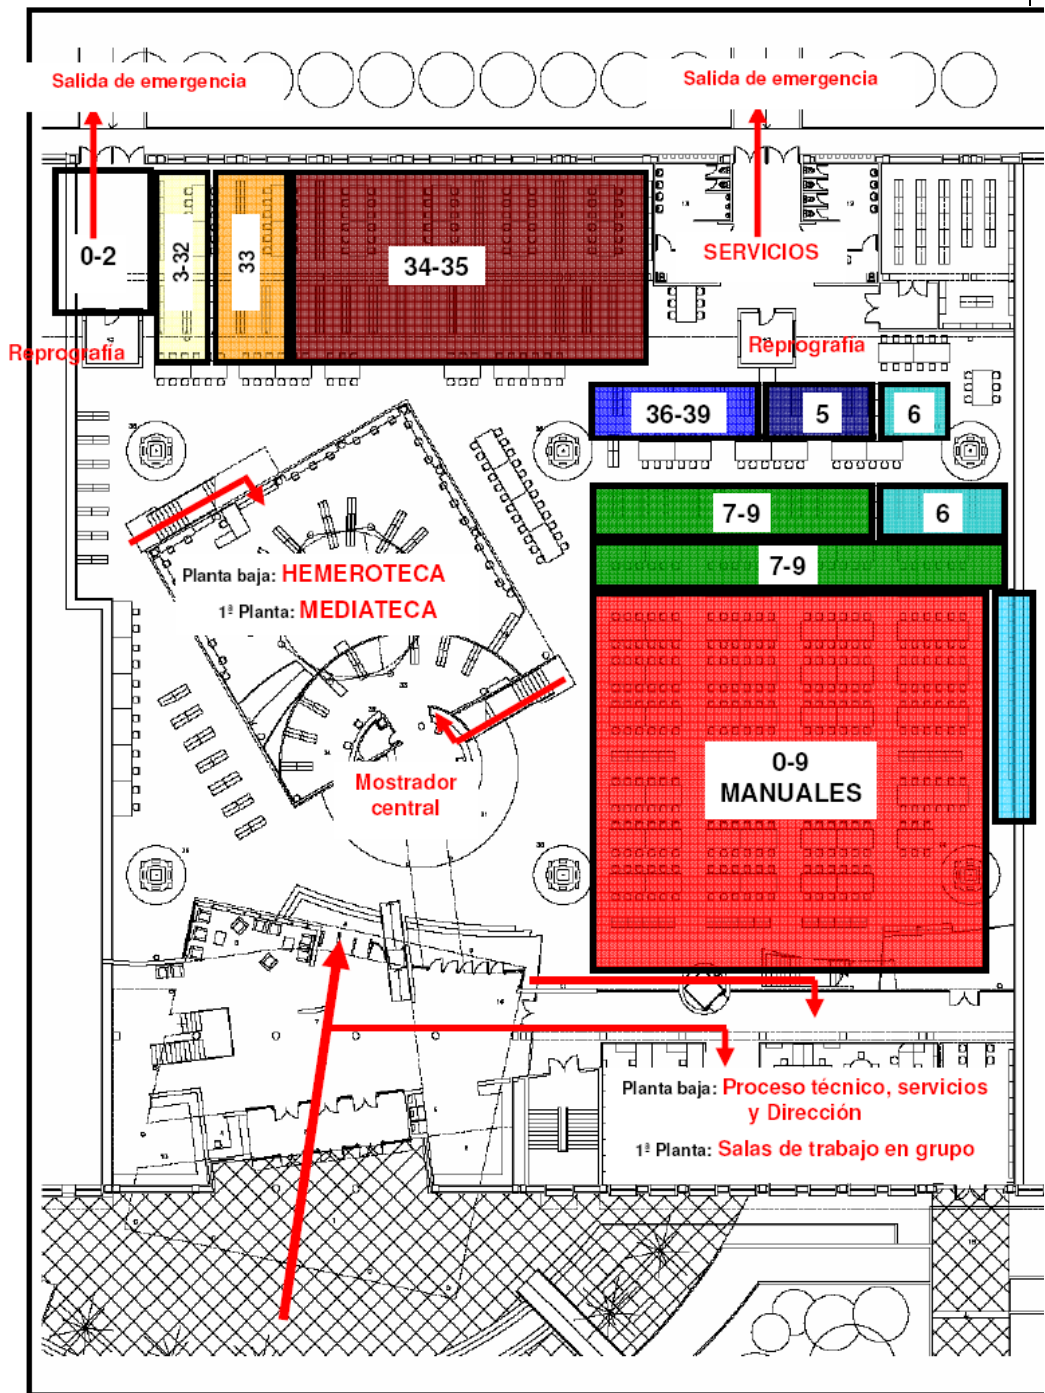 Salida de emergencia
Salida de emergencia
0-2
3-32
33
34-35
SERVICIOS
Reprografía
Reprografía
36-39
5
6
7-9
6
7-9
Planta baja: HEMEROTECA
1ª Planta: MEDIATECA
0-9
MANUALES
Mostrador
central
Planta baja: Proceso técnico, servicios
y Dirección
1ª Planta: Salas de trabajo en grupo